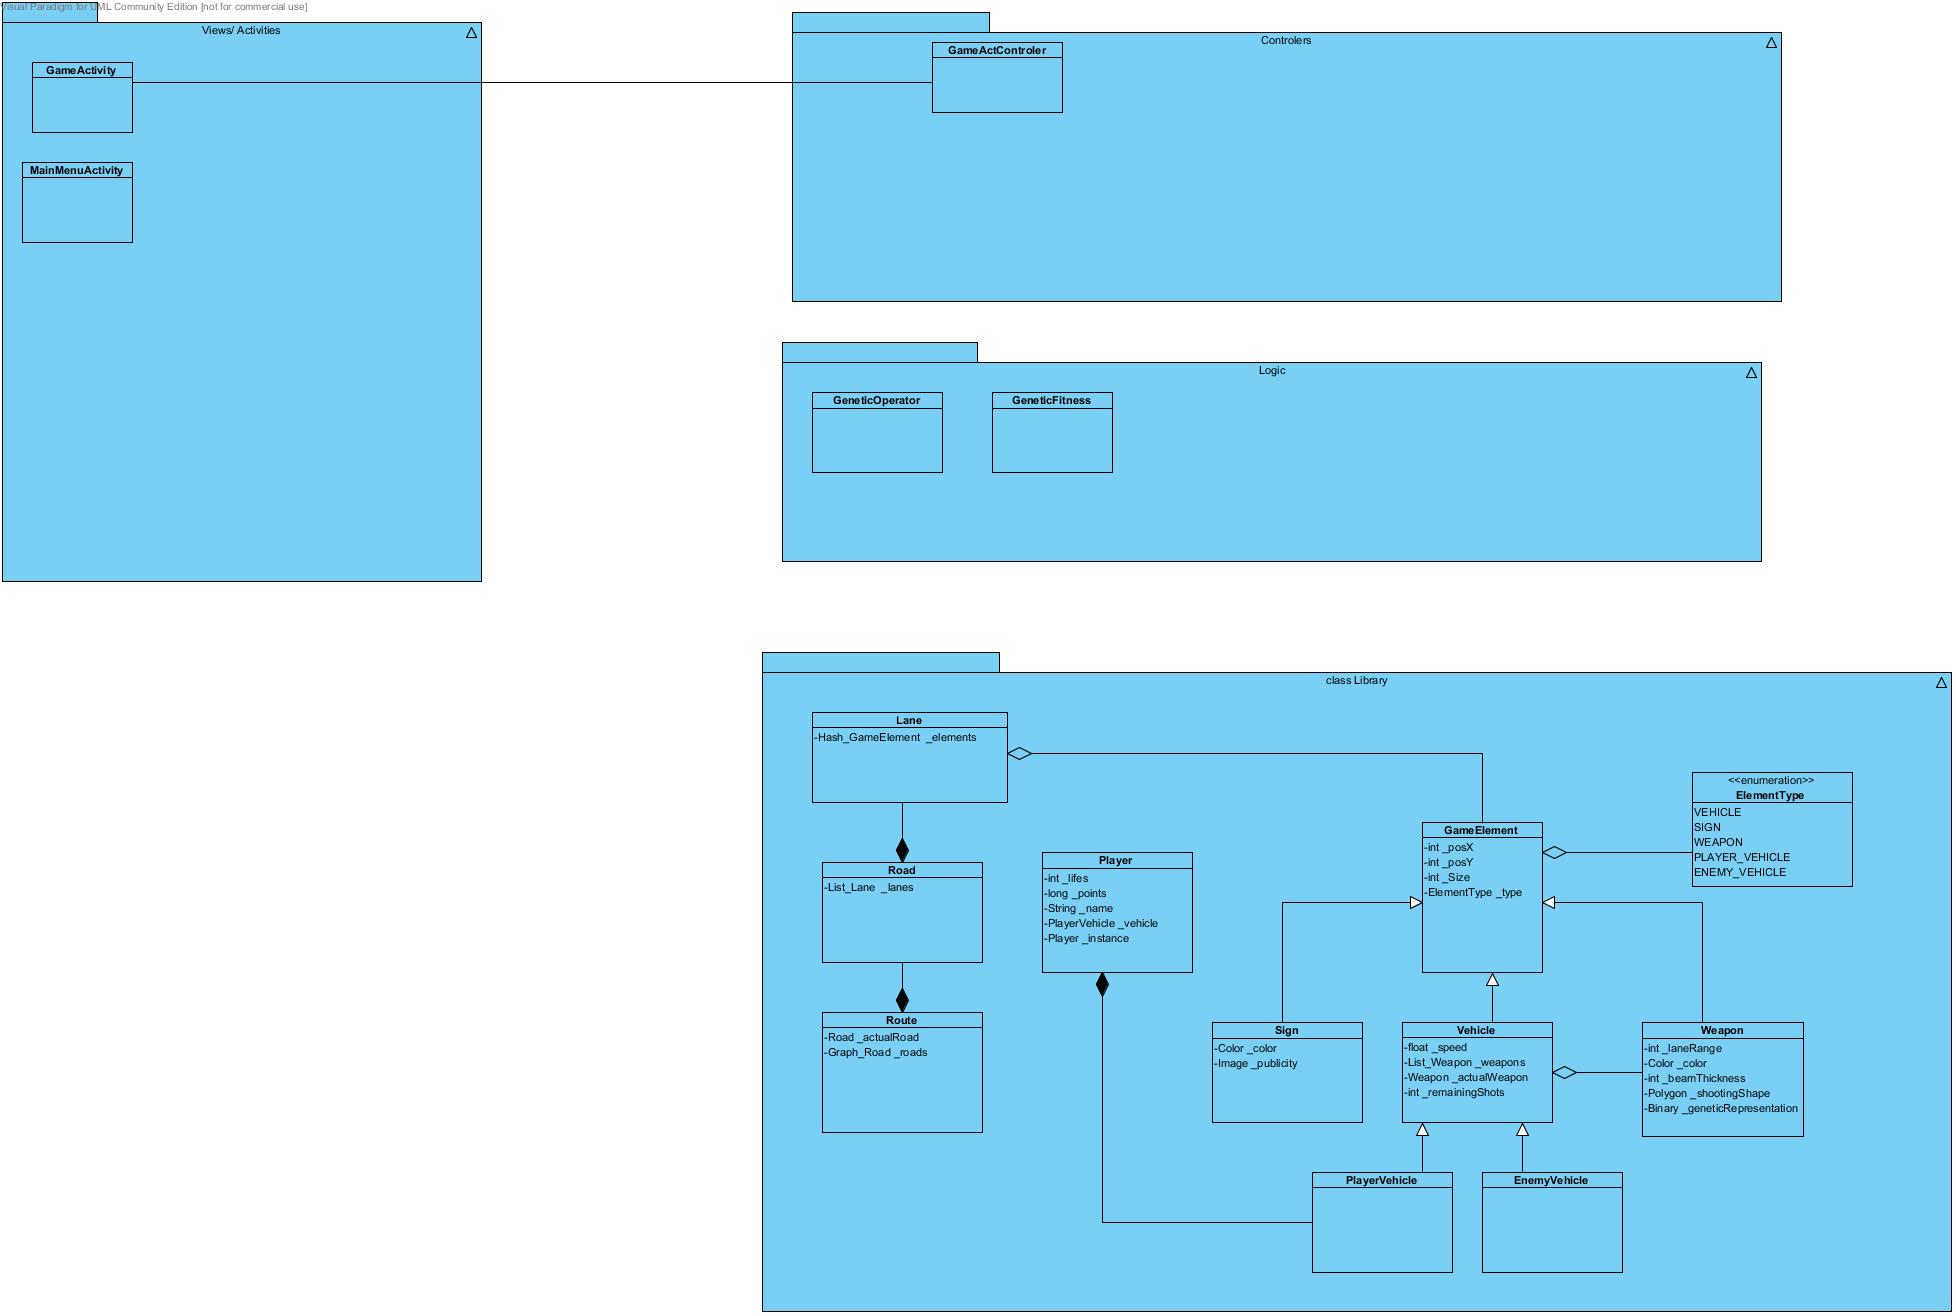 Visual Paradigm for UML Community Edition [not for commercial use]
Views/ Activities
GameActivity
MainMenuActivity
Controlers
GameActControler
Logic
GeneticOperator
GeneticFitness
class Library
Lane
-Hash_GameElement _elements
Road
-List_Lane _lanes
Route
-Road _actualRoad
-Graph_Road _roads
Player
-int _lifes
-long _points
-String _name
-PlayerVehicle _vehicle
-Player _instance
GameElement
-int _posX
-int _posY
-int _Size
-ElementType _type
<<enumeration>>
ElementType
VEHICLE
SIGN
WEAPON
PLAYER_VEHICLE
ENEMY_VEHICLE
Sign
-Color _color
-Image _publicity
Vehicle
-float _speed
-List_Weapon _weapons
-Weapon _actualWeapon
-int _remainingShots
Weapon
-int _laneRange
-Color _color
-int _beamThickness
-Polygon _shootingShape
-Binary _geneticRepresentation
PlayerVehicle
EnemyVehicle